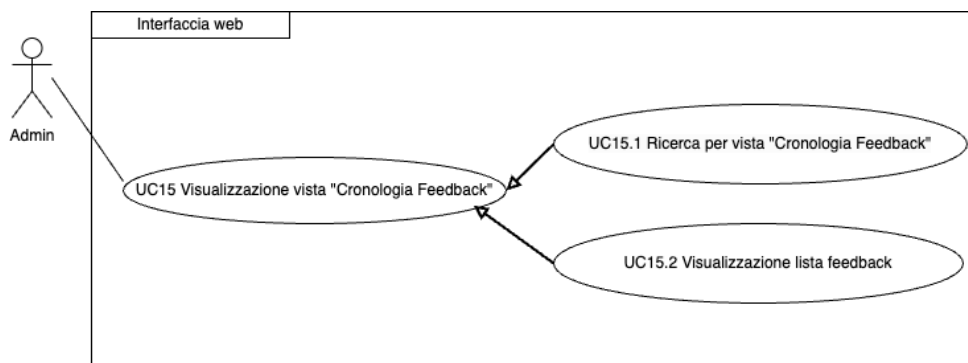 Interfaccia web
Admin
UC15.1 Ricerca per vista "Cronologia Feedback"
UC15 Visualizzazione vista "Cronologia Feedback"
UC15.2 Visualizzazione lista feedback